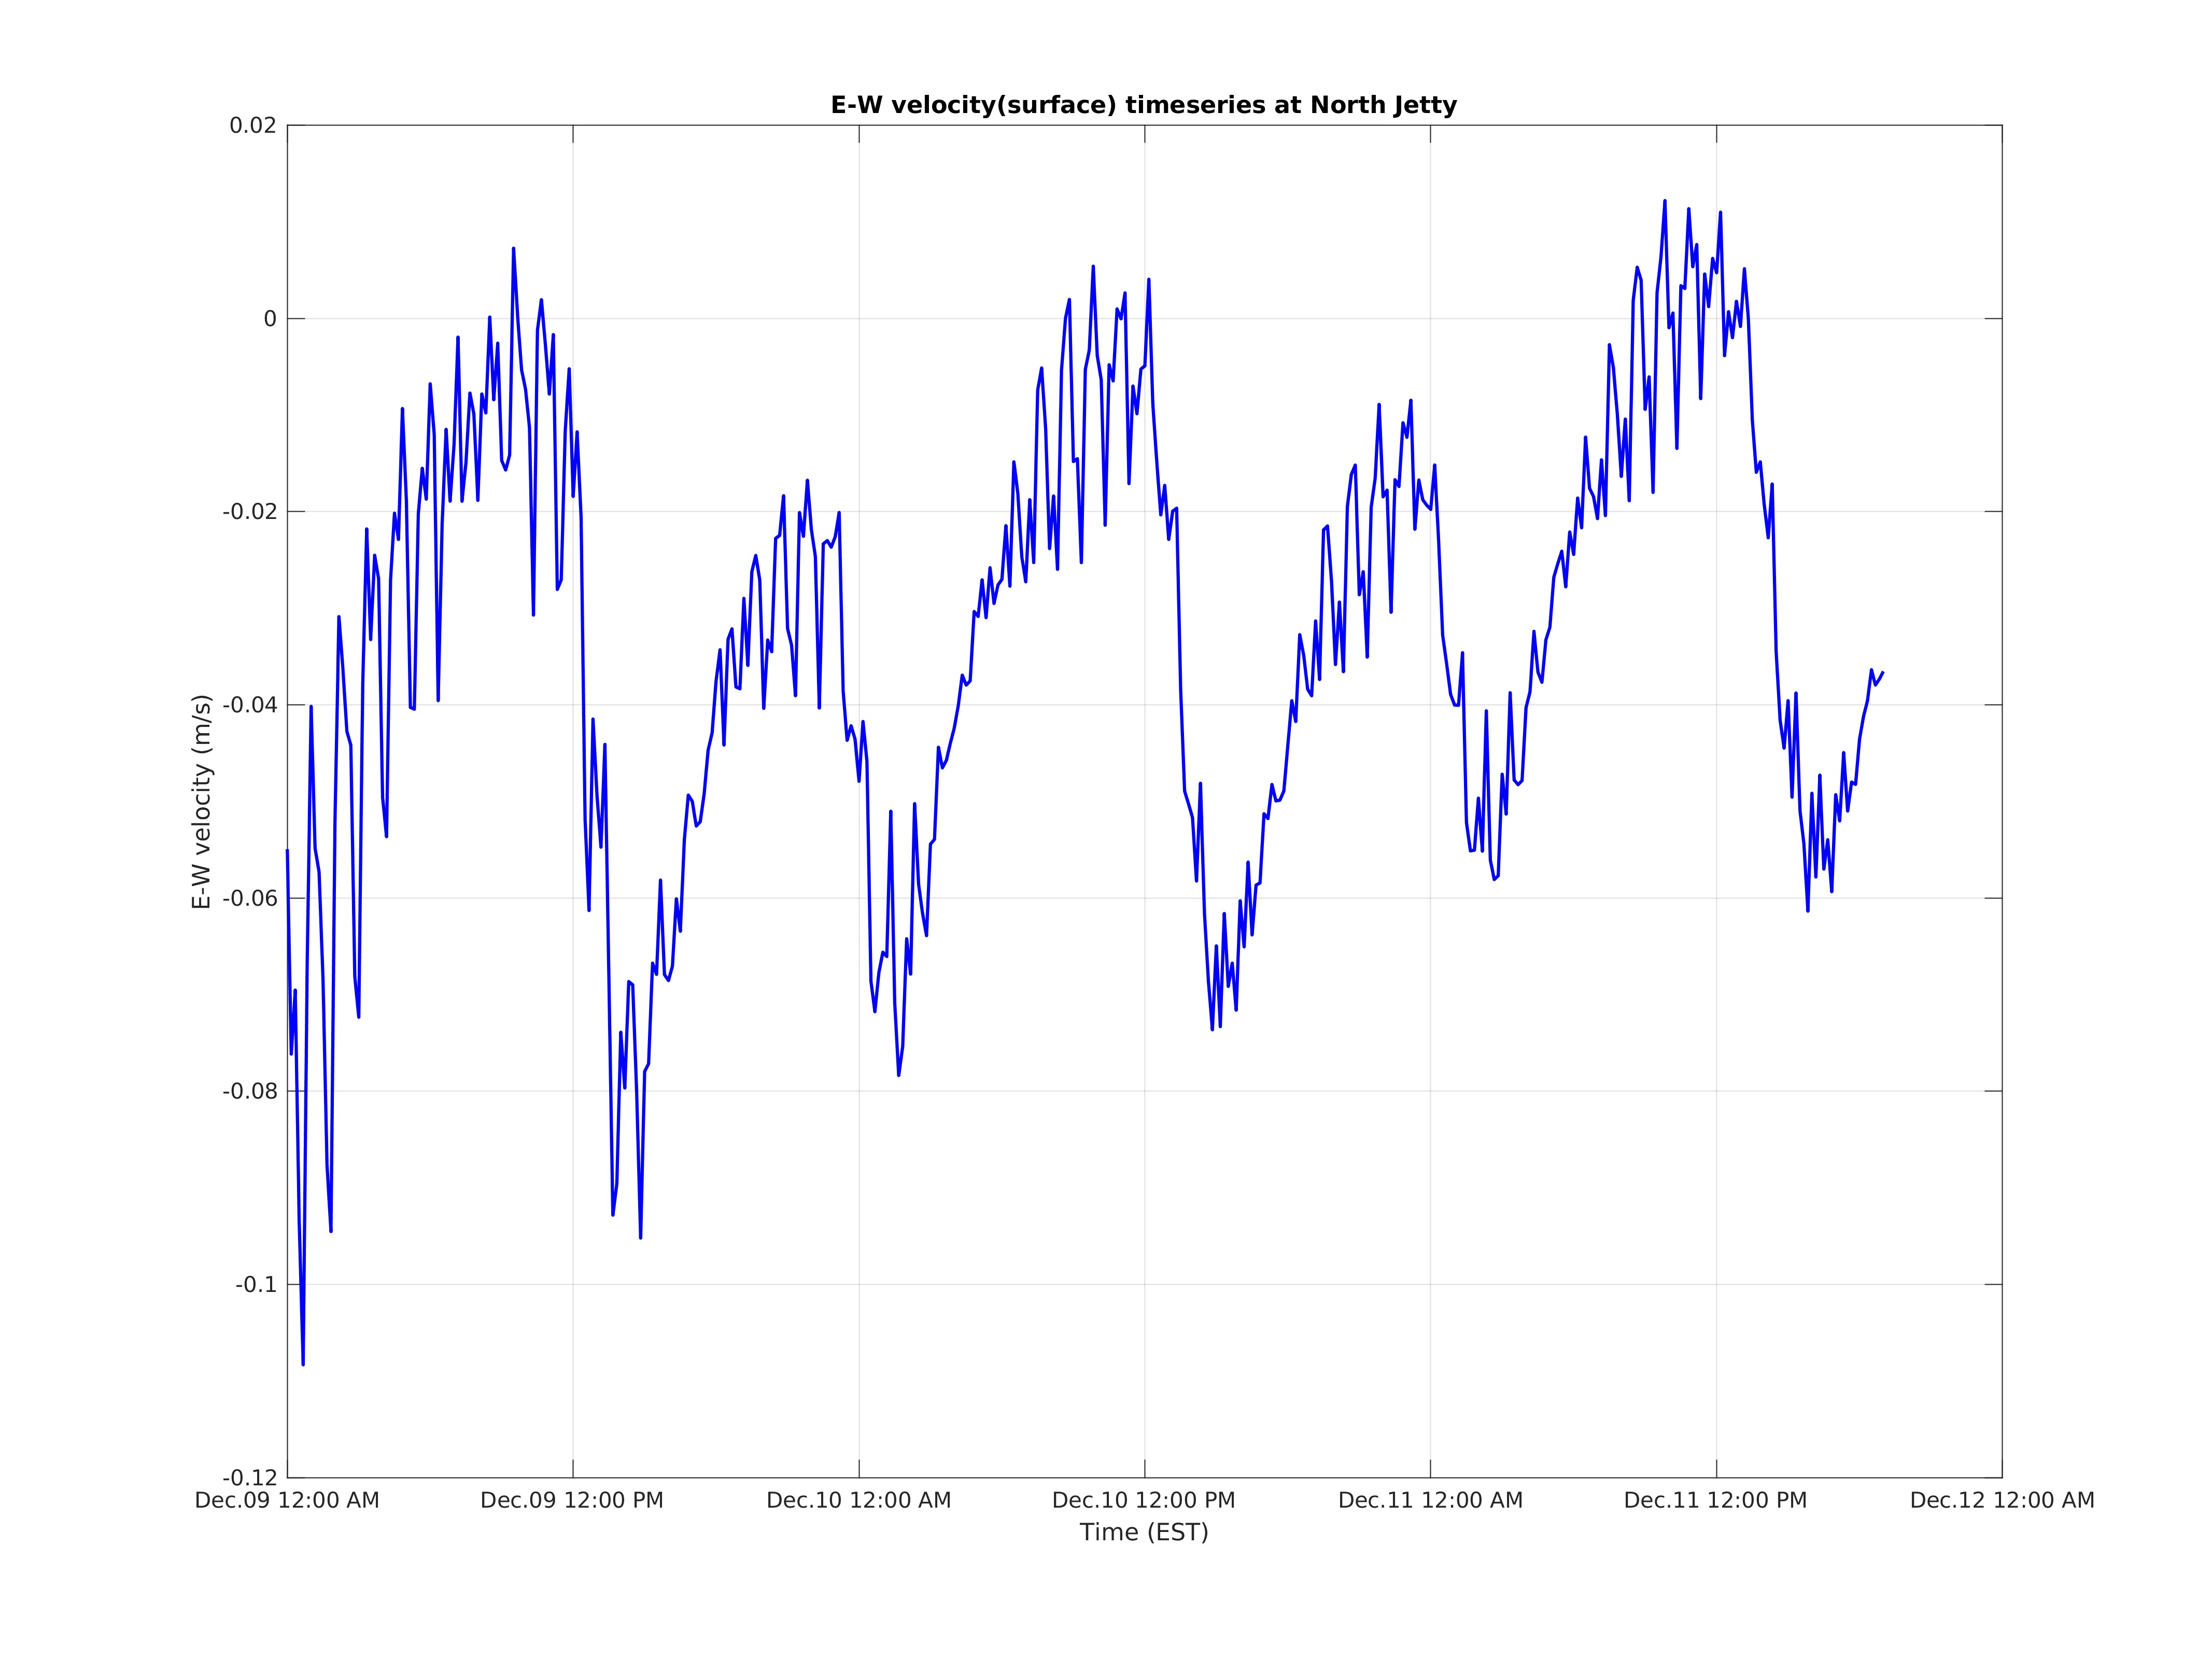 E-W velocity(surface) timeseries at North Jetty
0.02
0
-0.02
-0.04
-0.06
-0.08
-0.1
-0.12
E-W velocity (m/s)
Dec.09 12:00 AM Dec.09 12:00 PM Dec.10 12:00 AM Dec.10 12:00 PM Dec.11 12:00 AM Dec.11 12:00 PM Dec.12 12:00 AM
Time (EST)